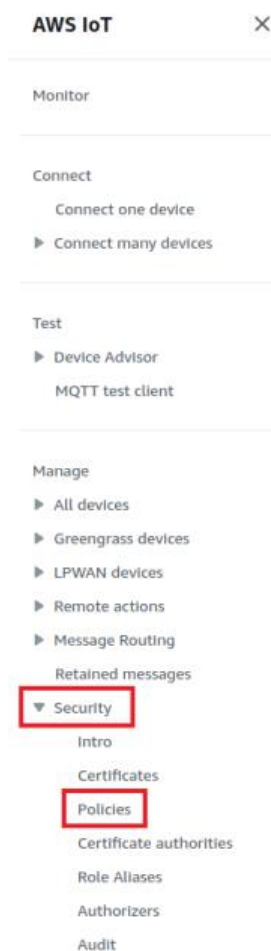 AWS IoT
Monitor
Connect
Connect one device
Connect many devices
Test
Device Advisor
MQTT test client
Manage
All devices
Greengrass devices
LPWAN devices
Remote actions
Message Routing
Retained messages
Security
Intro
Certificates
Policies
Certificate authorities
Role Aliases
Authorizers
Audit